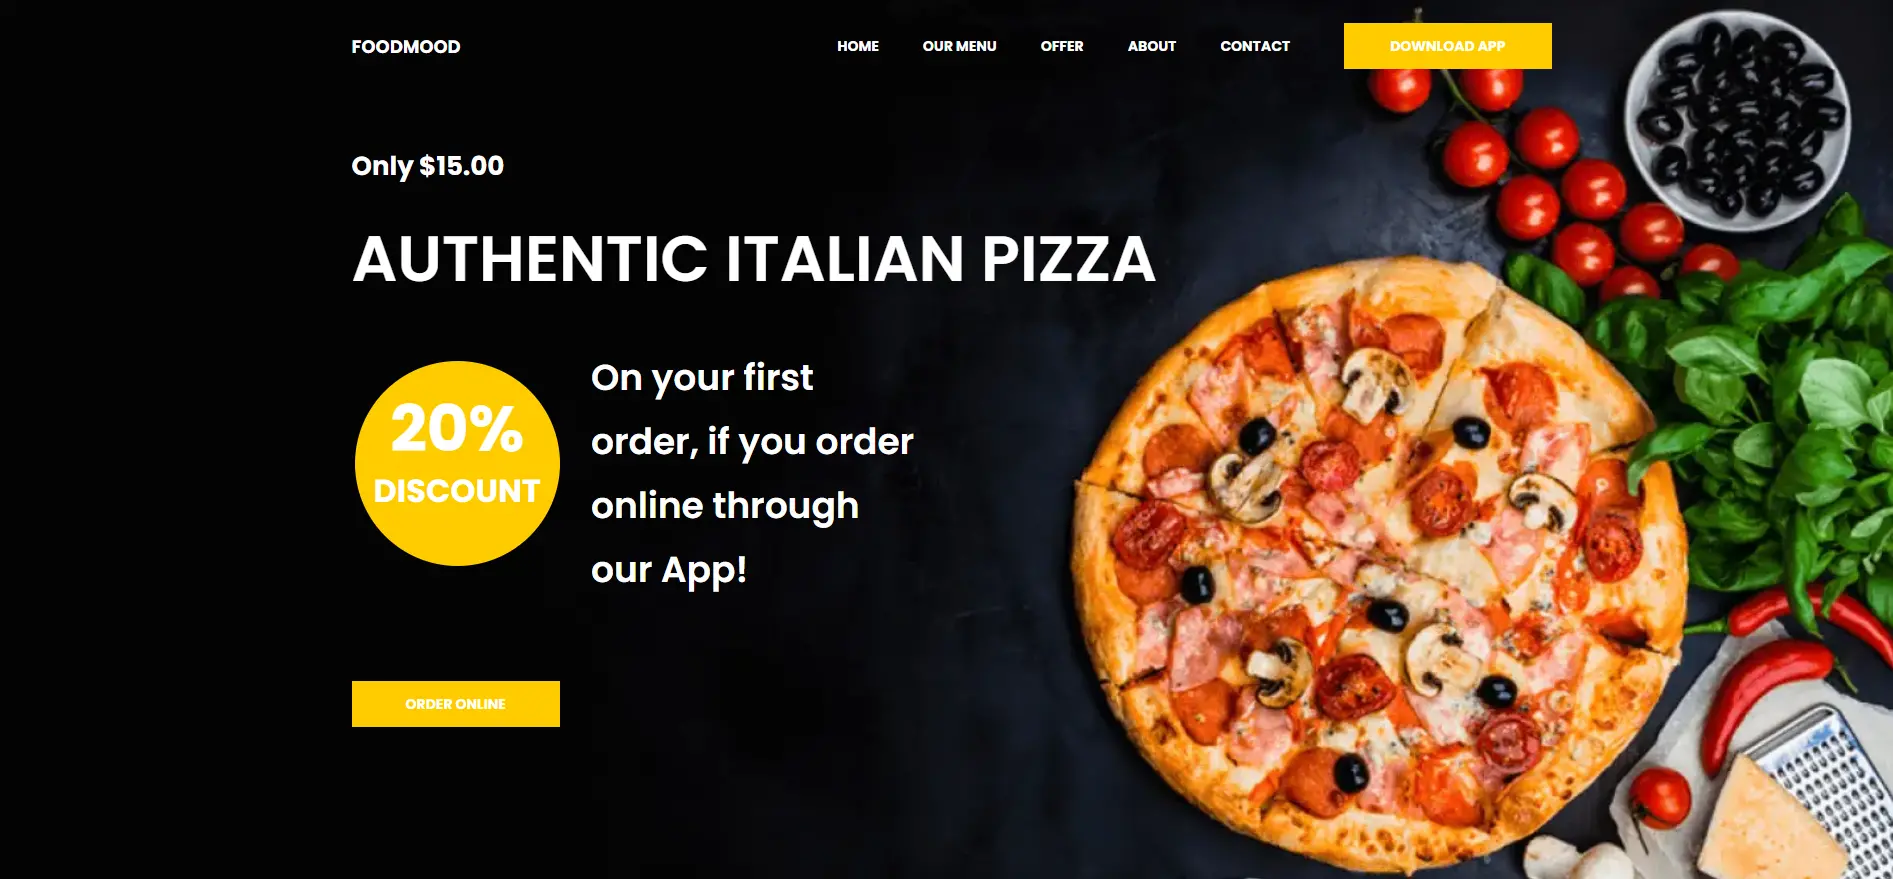 FOODMOOD
HOME
OUR MENU
OFFER
ABOUT
CONTACT
DOWNLOAD APP
Only $15.00
AUTHENTIC ITALIAN PIZZA
20%
DISCOUNT
On your first
order, if you order
online through
our App!
ORDER ONLINE